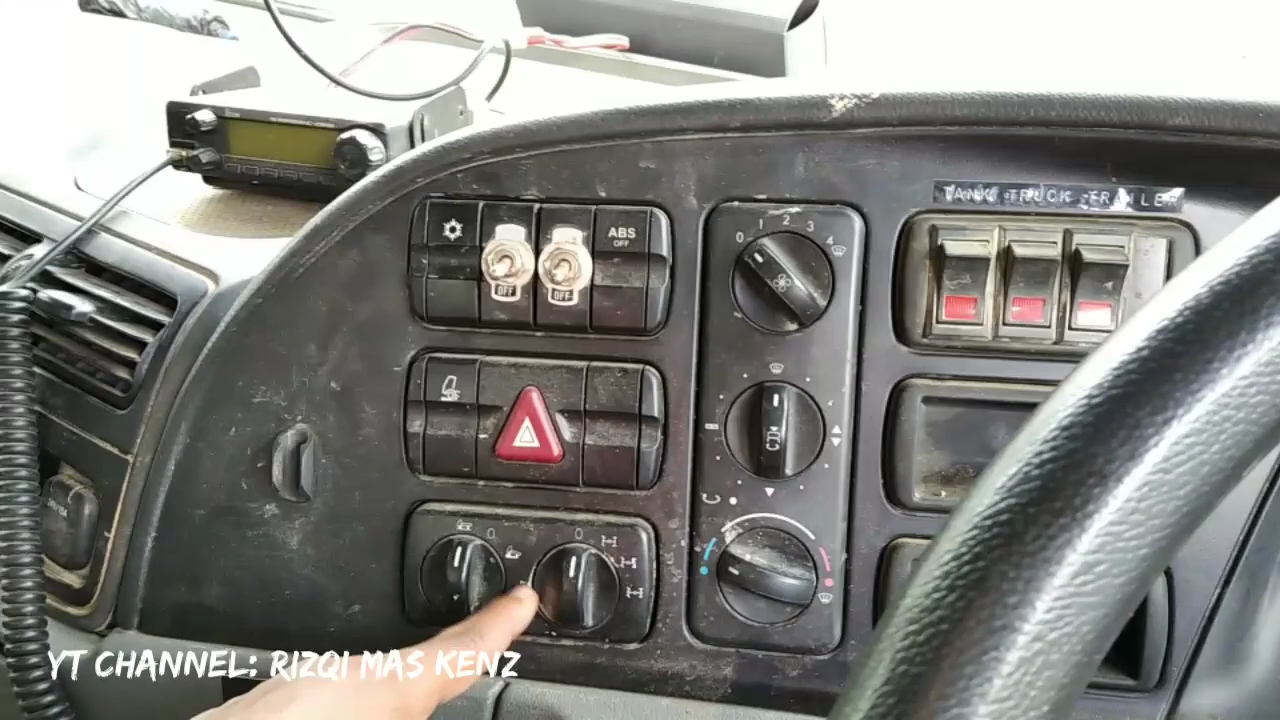 TANK TRUCK TRAILER
0 1 2 3 4
ABS
OFF
OFF
OFF
0
0
YT CHANNEL: RIZQI MAS KENZ